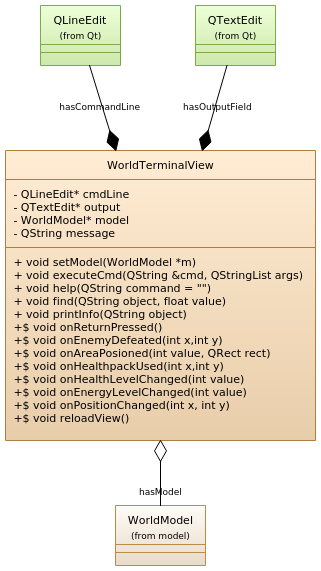 QLineEdit
(from Qt)
QTextEdit
(from Qt)
hasCommandLine
hasOutputField
WorldTerminalView
- QLineEdit* cmdLine
- QTextEdit* output
- WorldModel* model
- QString message
+ void setModel(WorldModel *m)
+ void executeCmd(QString &cmd, QStringList args)
+ void help(QString command = "")
+ void find(QString object, float value)
+ void printInfo(QString object)
+$ void onReturnPressed()
+$ void onEnemyDefeated(int x,int y)
+$ void onAreaPosioned(int value, QRect rect)
+$ void onHealthpackUsed(int x,int y)
+$ void onHealthLevelChanged(int value)
+$ void onEnergyLevelChanged(int value)
+$ void onPositionChanged(int x, int y)
+$ void reloadView()
hasModel
WorldModel
(from model)